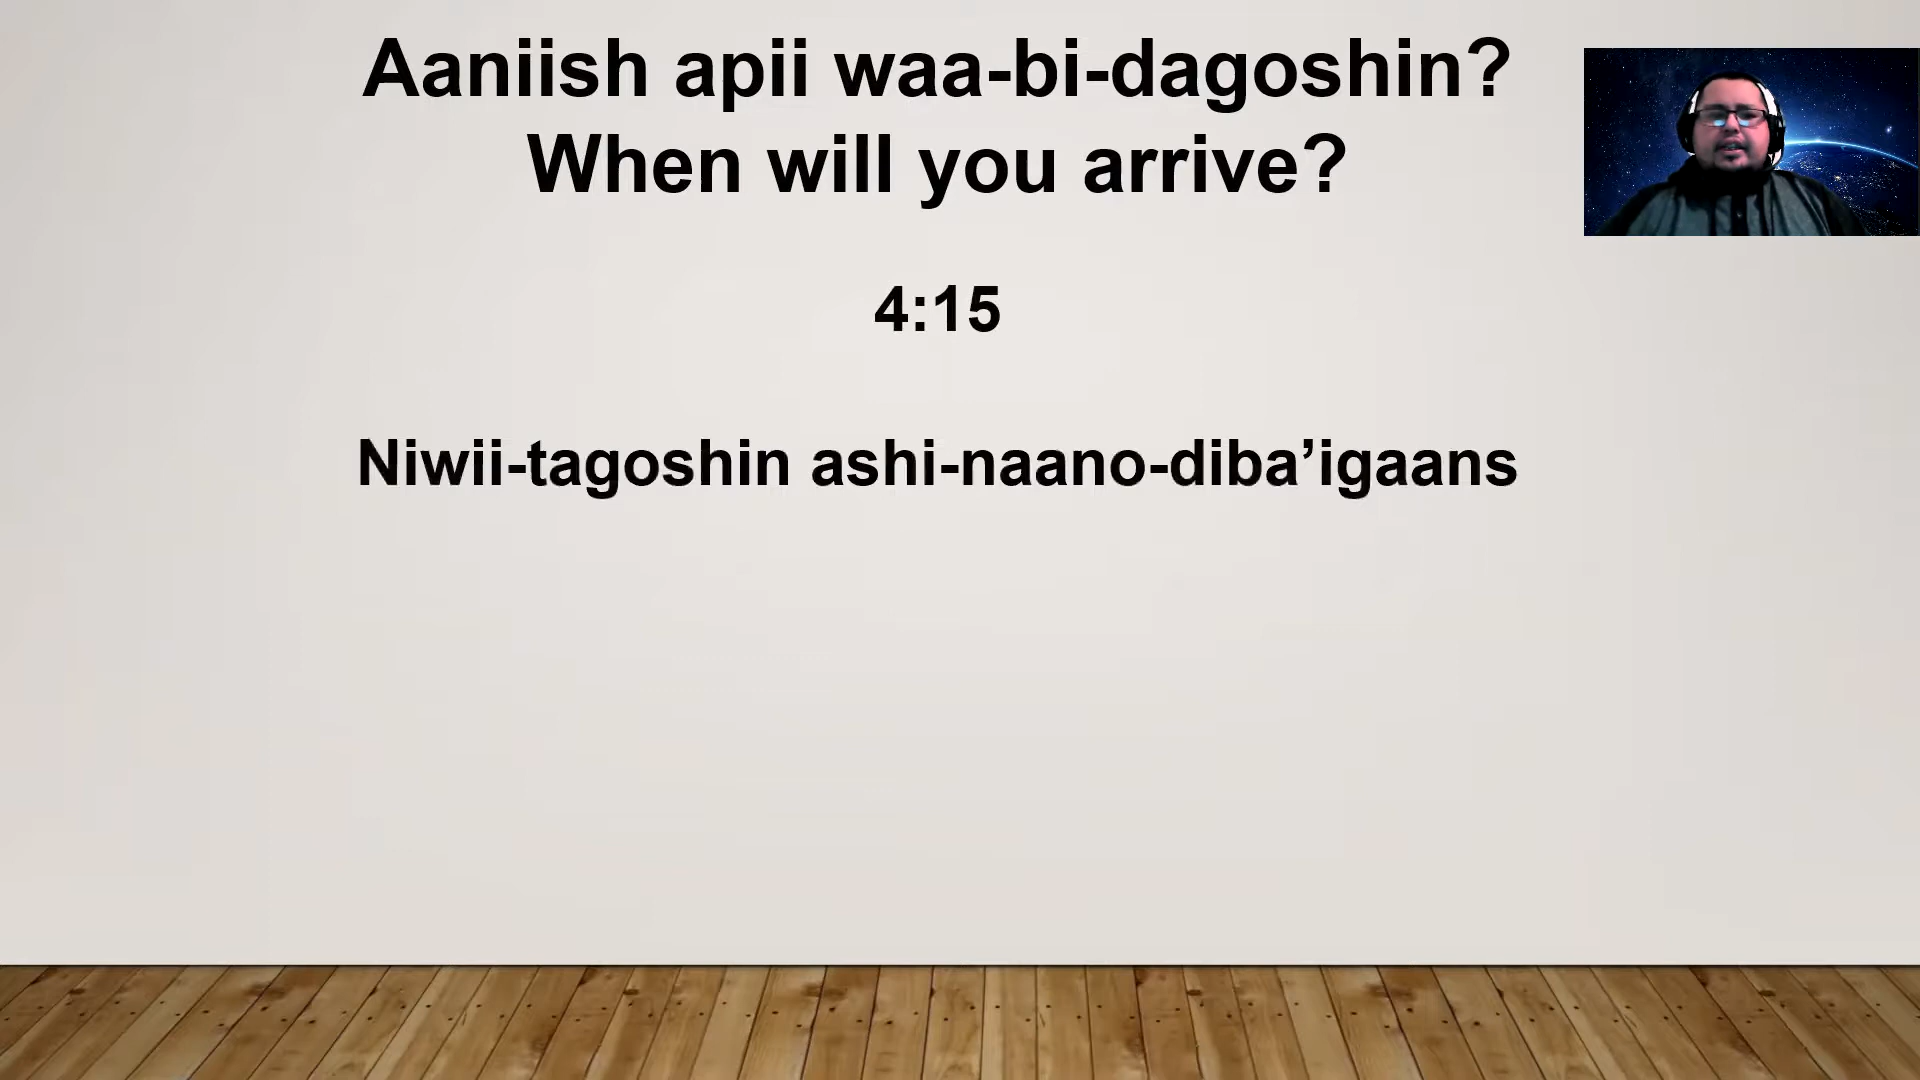 Aaniish apii waa-bi-dagoshin?
When will you arrive?
4:15
Niwii-tagoshin ashi-naano-diba’igaans